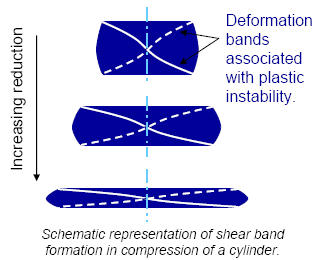 Deformation
bands
associated
with plastic
instability.
Increasing reduction
Schematic representation of shear band
formation in compression of a cylinder.